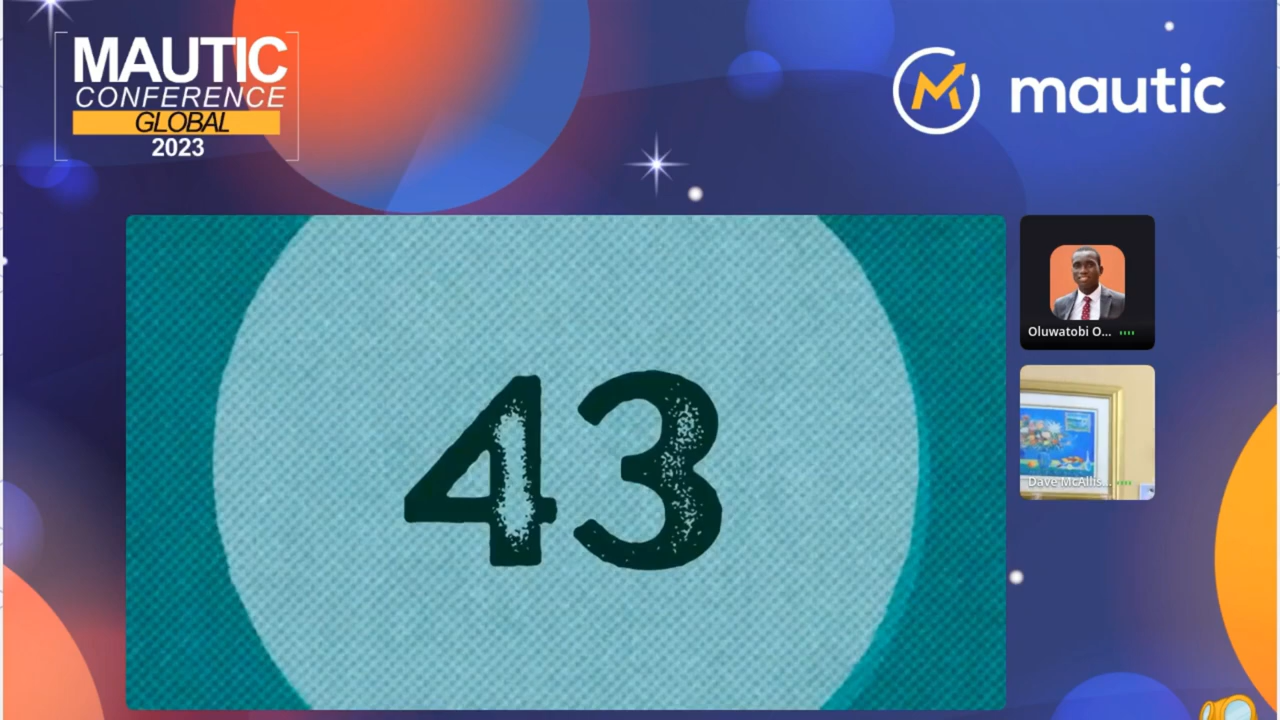 MAUTIC
CONFERENCE
GLOBAL
2023
mautic
43
Oluwatobi O...
Dave McAllis...